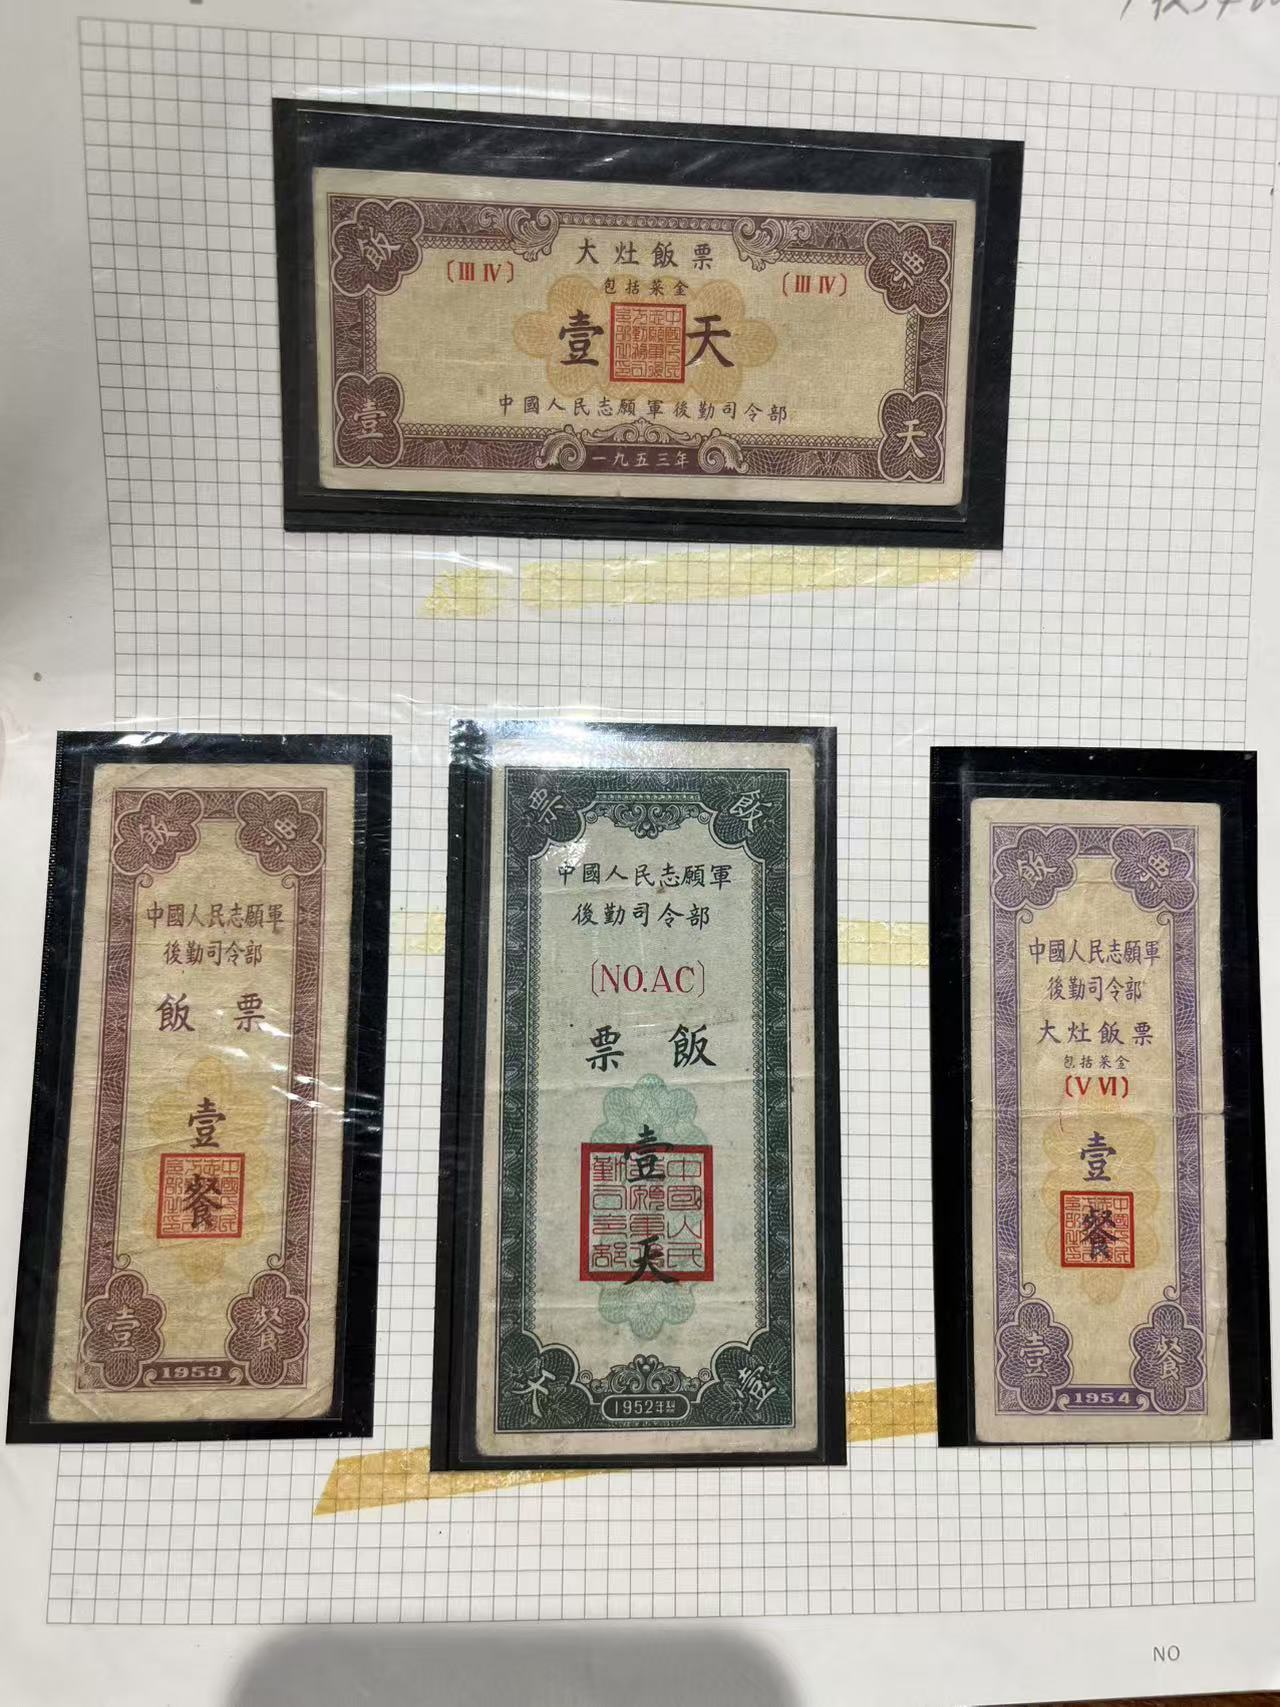 飯 票
大灶飯票
〔III IV〕 〔III IV〕
包括菜金
壹 天
中國人民志願軍後勤司令部
壹 天
一九五三年
飯 票
中國人民志願軍
後勤司令部
飯 票
壹
餐
壹 餐
1953
票 飯
中國人民志願軍
後勤司令部
〔NO.AC〕
票 飯
壹
天
天 壹
1952年製
飯 票
中國人民志願軍
後勤司令部
大灶飯票
包括菜金
〔V VI〕
壹
餐
壹 餐
1954
NO